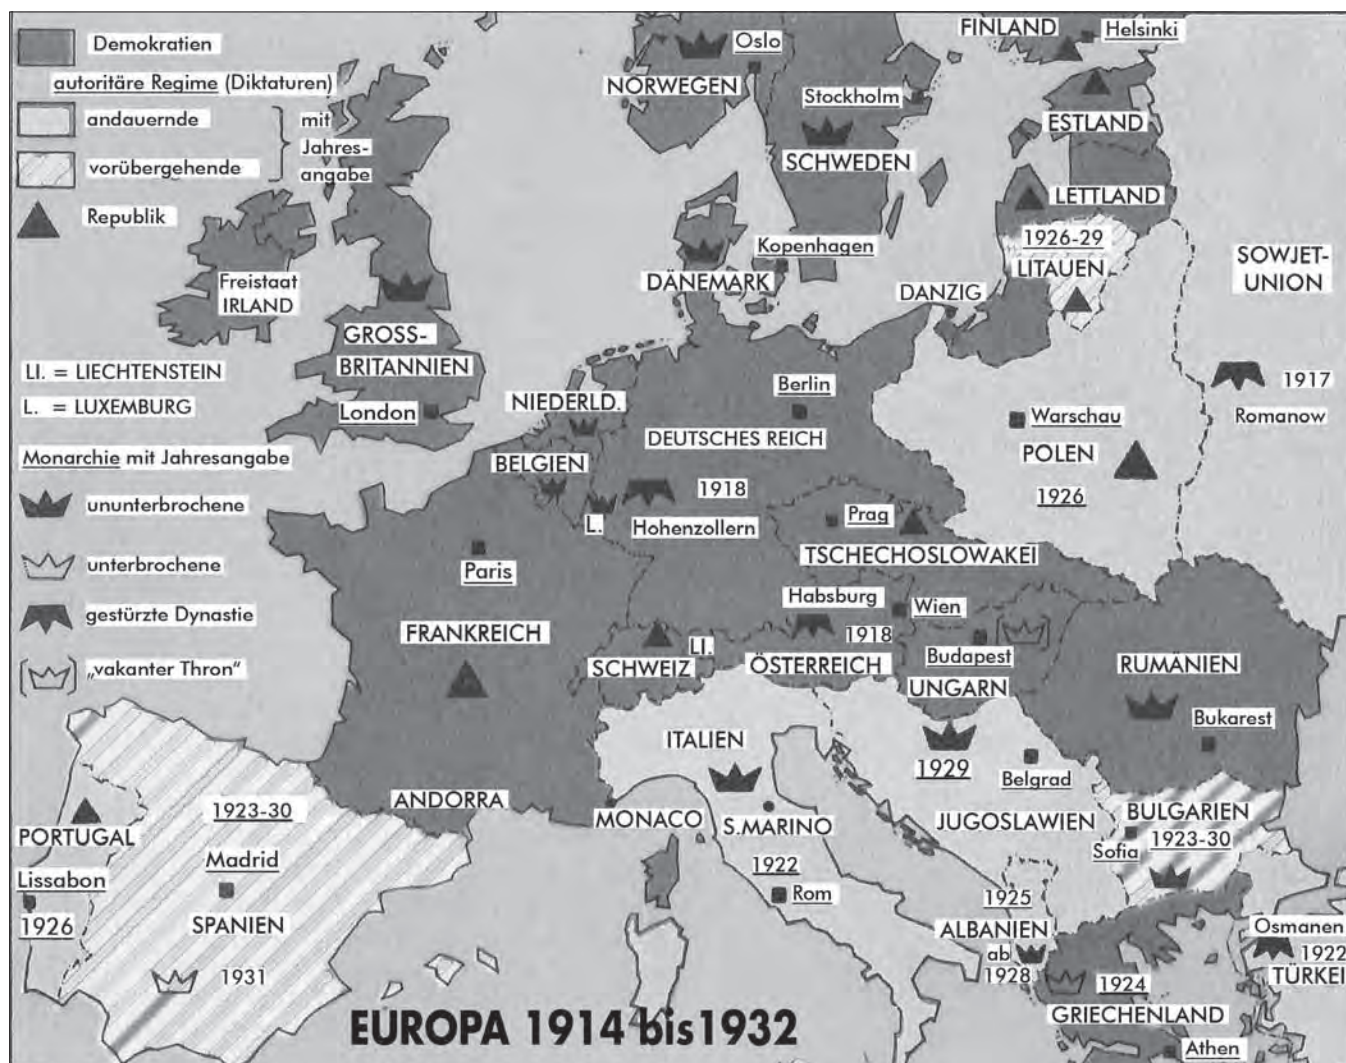 Demokratien
autoritäre Regime (Diktaturen)
andauernde
vorübergehende
mit
Jahres-
angabe
Republik
LI. = LIECHTENSTEIN
L. = LUXEMBURG
Monarchie mit Jahresangabe
ununterbrochene
unterbrochene
gestürzte Dynastie
„vakanter Thron"
FINLAND
Helsinki
Oslo
NORWEGEN
Stockholm
SCHWEDEN
ESTLAND
LETTLAND
1926-29
LITAUEN
SOWJET-
UNION
1917
Romanow
Freistaat
IRLAND
GROSS-
BRITANNIEN
London
Kopenhagen
DÄNEMARK
DANZIG
NIEDERLD.
BELGIEN
L.
Berlin
DEUTSCHES REICH
1918
Hohenzollern
Warschau
POLEN
1926
Prag
TSCHECHOSLOWAKEI
Paris
FRANKREICH
SCHWEIZ
LI.
Habsburg
1918
Wien
ÖSTERREICH
Budapest
UNGARN
RUMÄNIEN
Bukarest
ITALIEN
1929
Belgrad
JUGOSLAWIEN
ANDORRA
MONACO
S.MARINO
1922
Rom
BULGARIEN
1923-30
Sofia
PORTUGAL
Lissabon
1926
1923-30
Madrid
SPANIEN
1931
1925
ALBANIEN
ab
1928
Osmanen
1922
TÜRKEI
1924
GRIECHENLAND
Athen
EUROPA 1914 bis 1932